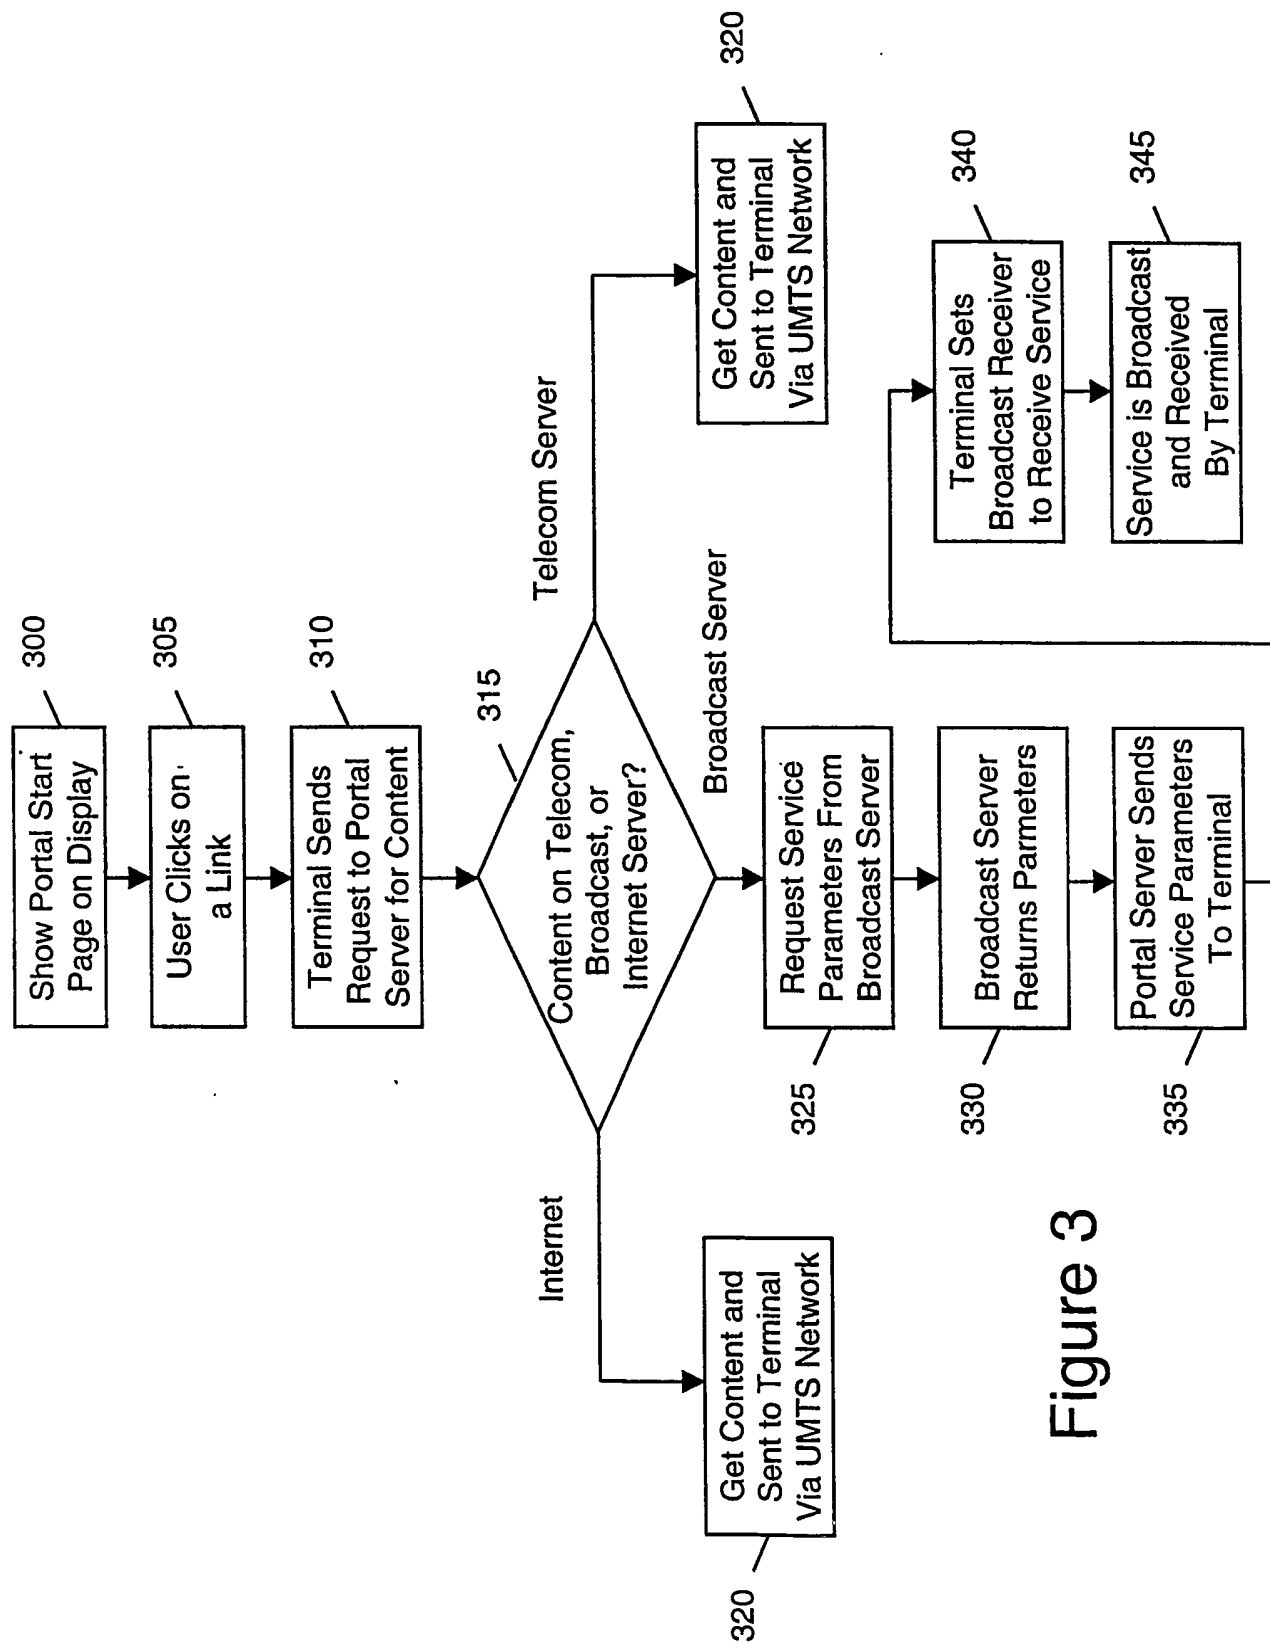 300
Show Portal Start
Page on Display
305
User Clicks on
a Link
310
Terminal Sends
Request to Portal
Server for Content
315
Content on Telecom,
Broadcast, or
Internet Server?
Internet
Telecom Server
Broadcast Server
Get Content and
Sent to Terminal
Via UMTS Network
320
Get Content and
Sent to Terminal
Via UMTS Network
320
Request Service
Parameters From
Broadcast Server
325
Broadcast Server
Returns Parmeters
330
Portal Server Sends
Service Parameters
To Terminal
335
Terminal Sets
Broadcast Receiver
to Receive Service
340
Service is Broadcast
and Received
By Terminal
345
Figure 3